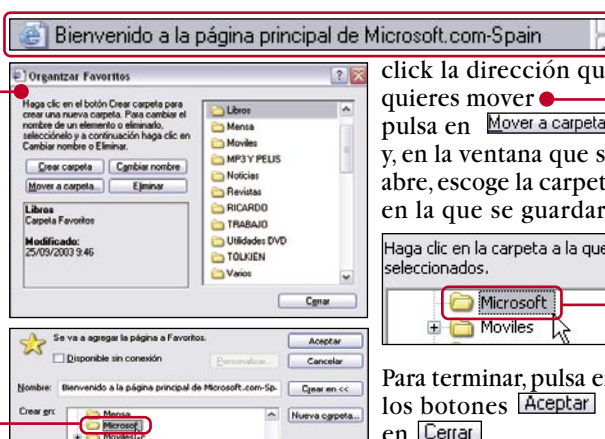 Bienvenido a la página principal de Microsoft.com-Spain
Organizar Favoritos
Haga clic en el botón Crear carpeta para
crear una nueva carpeta. Para cambiar el
nombre de un elemento o eliminarlo,
selecciónelo y a continuación haga clic en
Cambiar nombre o Eliminar.
Crear carpeta Cambiar nombre
Mover a carpeta... Eliminar
Libros
Carpeta Favoritos
Modificado:
25/09/2003 9:46
Libros
Mensa
Moviles
MP3 Y PELIS
Noticias
Revistas
RICARDO
TRABAJO
Utilidades DVD
TOLKIEN
Varios
Cerrar
Se va a agregar la página a Favoritos.
Disponible sin conexión
Personalizar...
Nombre: Bienvenido a la página principal de Microsoft.com-Sp
Crear en:
Mensa
Microsoft
Moviles
Aceptar
Cancelar
Crear en <<
Nueva carpeta...
click la dirección qu
quieres mover
pulsa en Mover a carpeta
y, en la ventana que s
abre, escoge la carpet
en la que se guardar
Haga clic en la carpeta a la que
seleccionados.
Microsoft
Moviles
Para terminar, pulsa e
los botones Aceptar
en Cerrar